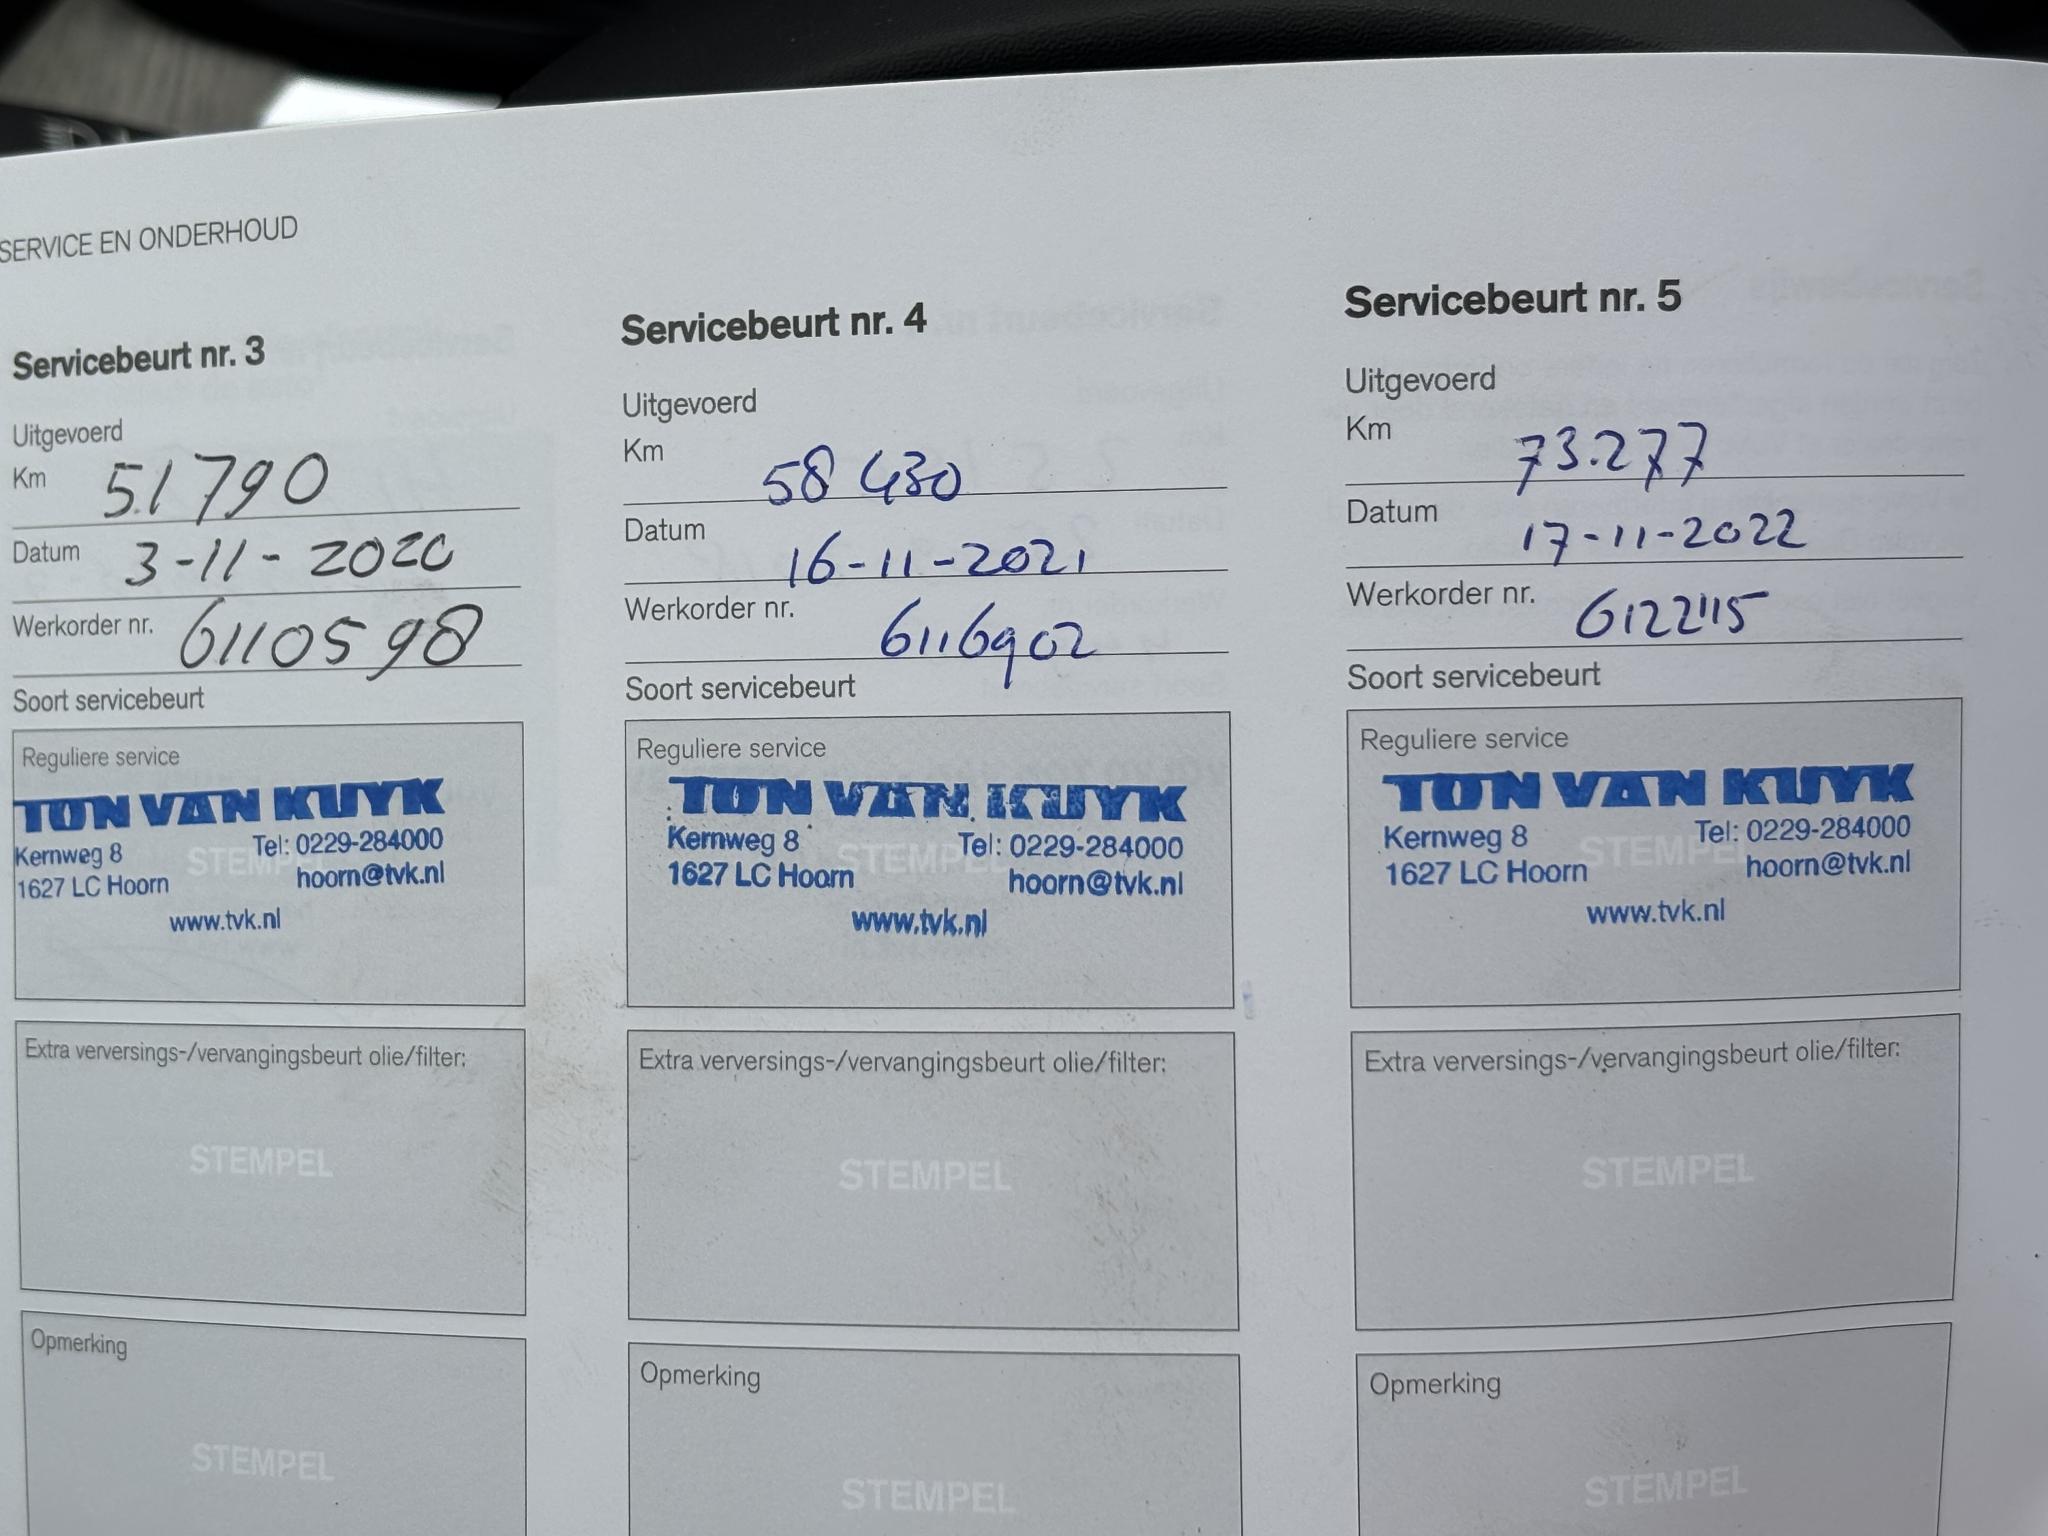 SERVICE EN ONDERHOUD
Servicebeurt nr. 3
Uitgevoerd
Km 51790
Datum 3-11-2020
Werkorder nr. 6110598
Soort servicebeurt
Reguliere service
TON VAN KUYK
Kernweg 8 Tel: 0229-284000
STEMPEL
1627 LC Hoorn hoorn@tvk.nl
www.tvk.nl
Extra verversings-/vervangingsbeurt olie/filter:
STEMPEL
Opmerking
STEMPEL
Servicebeurt nr. 4
Uitgevoerd
Km 58 430
Datum 16-11-2021
Werkorder nr. 6116902
Soort servicebeurt
Reguliere service
TON VAN KUYK
Kernweg 8 Tel: 0229-284000
STEMPEL
1627 LC Hoorn hoorn@tvk.nl
www.tvk.nl
Extra verversings-/vervangingsbeurt olie/filter:
STEMPEL
Opmerking
STEMPEL
Servicebeurt nr. 5
Uitgevoerd
Km 73.277
Datum 17-11-2022
Werkorder nr. 6122115
Soort servicebeurt
Reguliere service
TON VAN KUYK
Kernweg 8 Tel: 0229-284000
STEMPEL
1627 LC Hoorn hoorn@tvk.nl
www.tvk.nl
Extra verversings-/vervangingsbeurt olie/filter:
STEMPEL
Opmerking
STEMPEL